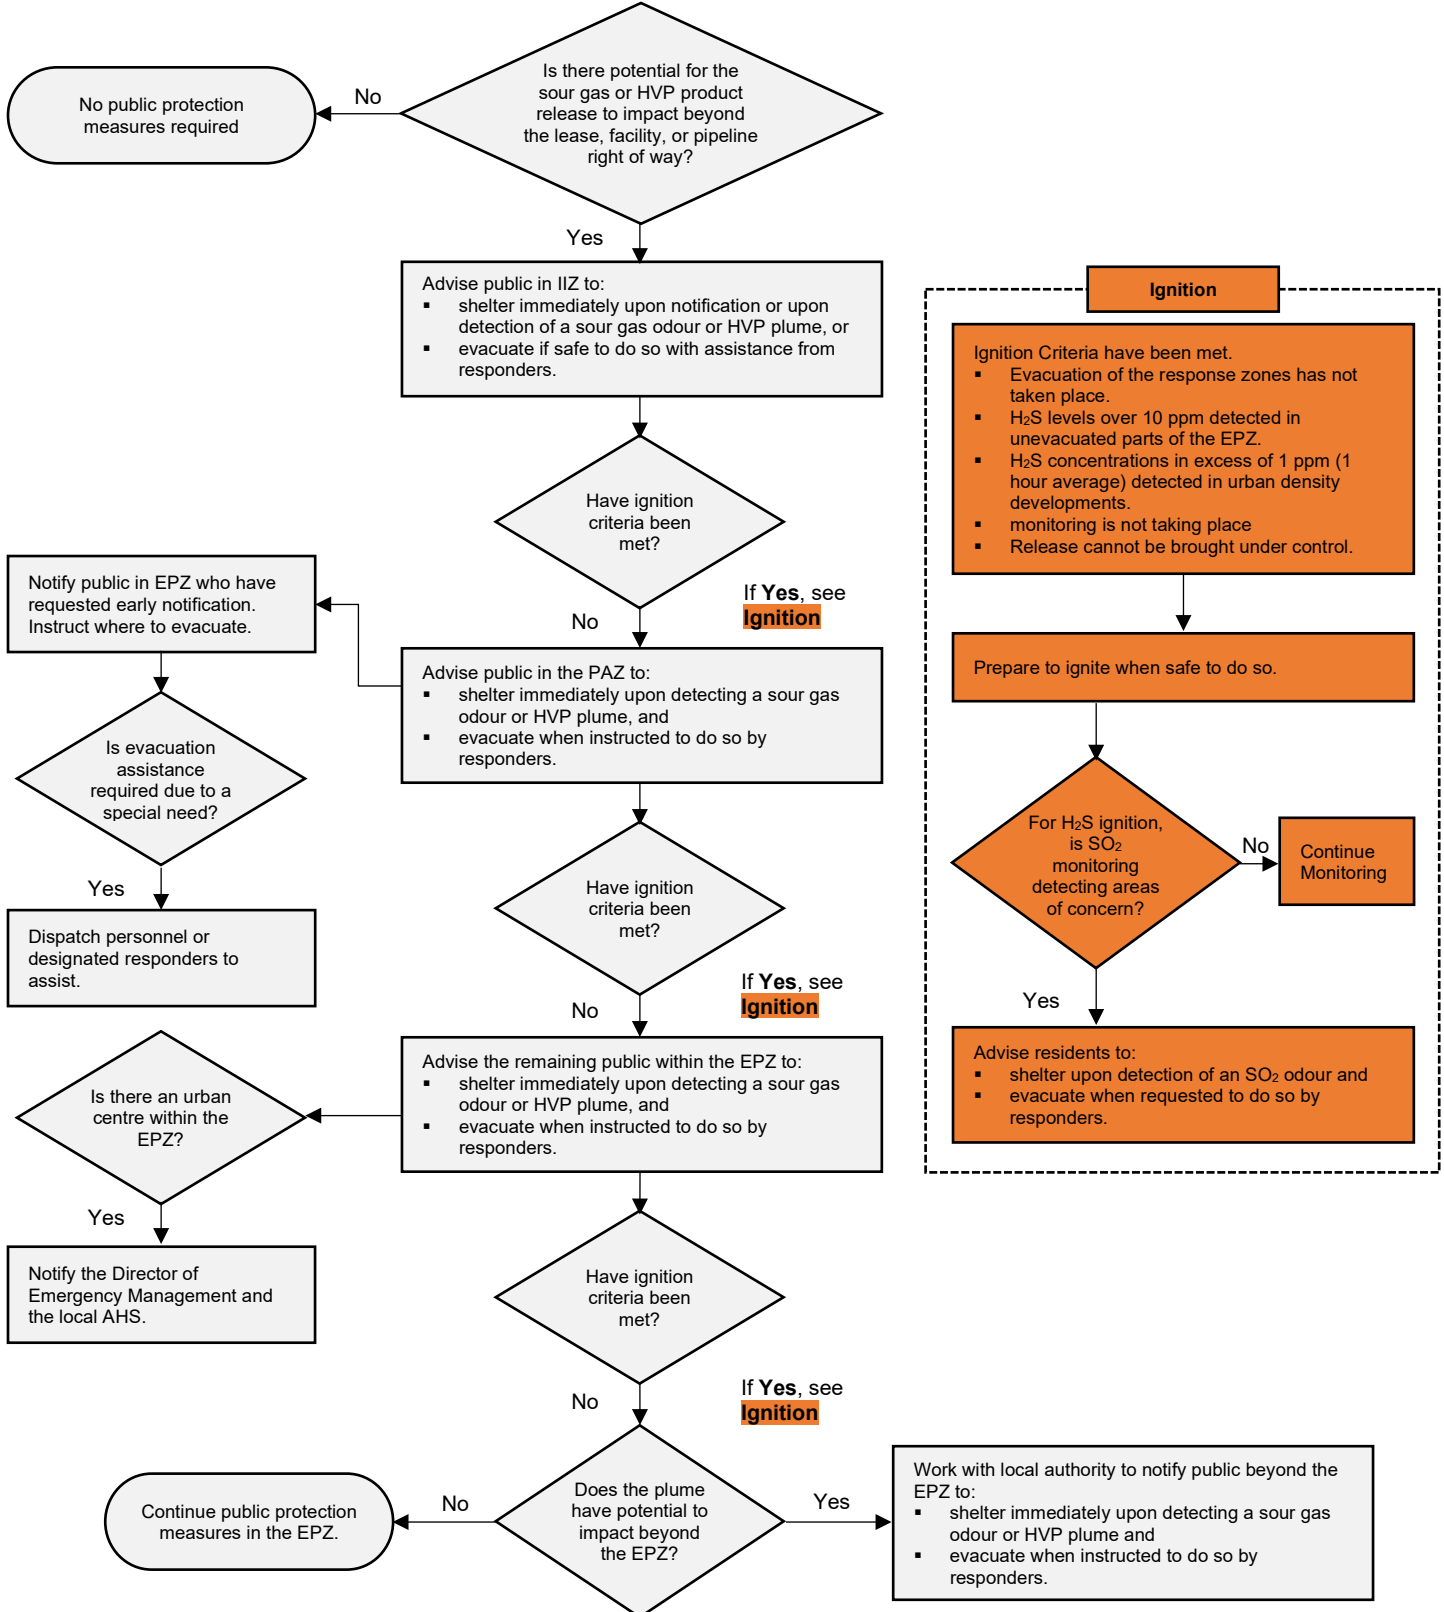 Is there potential for the
sour gas or HVP product
release to impact beyond
the lease, facility, or pipeline
right of way?
No
No public protection
measures required
Yes
Advise public in IIZ to:
▪ shelter immediately upon notification or upon
detection of a sour gas odour or HVP plume, or
▪ evacuate if safe to do so with assistance from
responders.
Have ignition
criteria been
met?
If Yes, see
Ignition
No
Advise public in the PAZ to:
▪ shelter immediately upon detecting a sour gas
odour or HVP plume, and
▪ evacuate when instructed to do so by
responders.
Notify public in EPZ who have
requested early notification.
Instruct where to evacuate.
Is evacuation
assistance
required due to a
special need?
Yes
Dispatch personnel or
designated responders to
assist.
Have ignition
criteria been
met?
If Yes, see
Ignition
No
Advise the remaining public within the EPZ to:
▪ shelter immediately upon detecting a sour gas
odour or HVP plume, and
▪ evacuate when instructed to do so by
responders.
Is there an urban
centre within the
EPZ?
Yes
Notify the Director of
Emergency Management and
the local AHS.
Have ignition
criteria been
met?
If Yes, see
Ignition
No
Does the plume
have potential to
impact beyond
the EPZ?
No
Continue public protection
measures in the EPZ.
Yes
Work with local authority to notify public beyond the
EPZ to:
▪ shelter immediately upon detecting a sour gas
odour or HVP plume and
▪ evacuate when instructed to do so by
responders.
Ignition
Ignition Criteria have been met.
▪ Evacuation of the response zones has not
taken place.
▪ H₂S levels over 10 ppm detected in
unevacuated parts of the EPZ.
▪ H₂S concentrations in excess of 1 ppm (1
hour average) detected in urban density
developments.
▪ monitoring is not taking place
▪ Release cannot be brought under control.
Prepare to ignite when safe to do so.
For H₂S ignition,
is SO₂
monitoring
detecting areas
of concern?
No
Continue
Monitoring
Yes
Advise residents to:
▪ shelter upon detection of an SO₂ odour and
▪ evacuate when requested to do so by
responders.